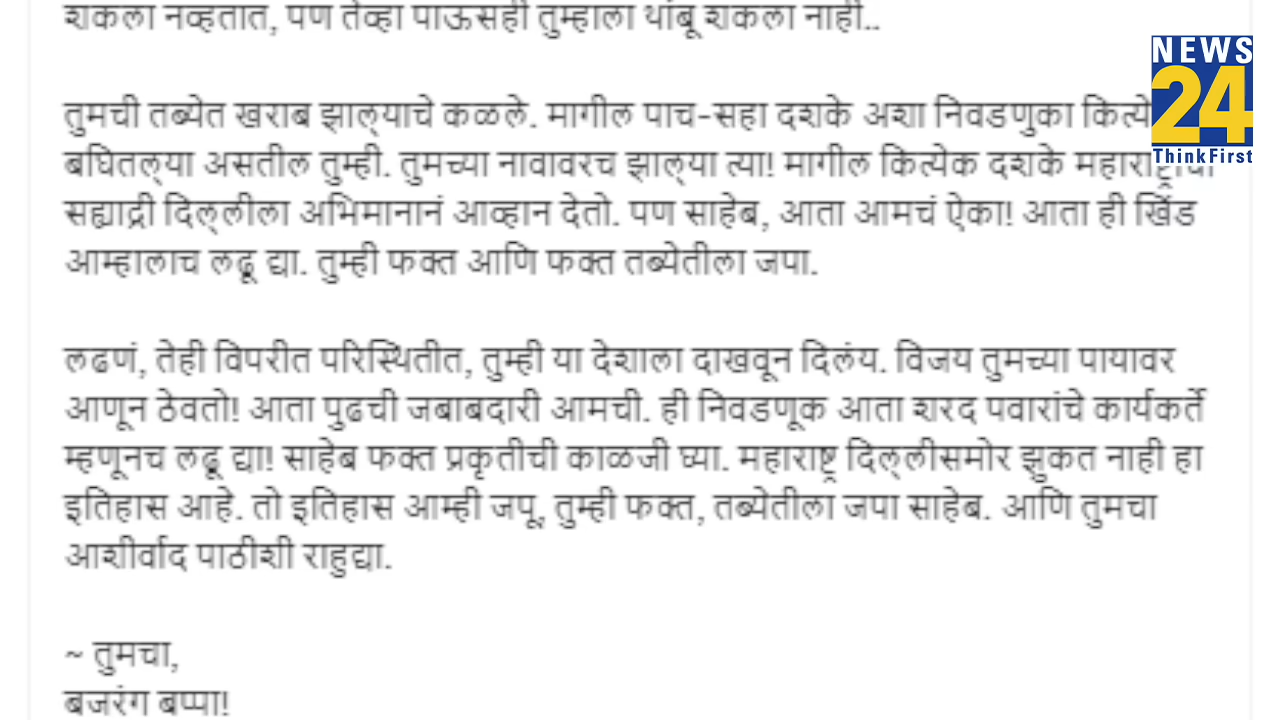 शकला नव्हतात, पण तेव्हा पाऊसही तुम्हाला थांबू शकला नाही..
NEWS
24
ThinkFirst
तुमची तब्येत खराब झाल्याचे कळले. मागील पाच-सहा दशके अशा निवडणुका
बघितल्या असतील तुम्ही. तुमच्या नावावरच झाल्या त्या! मागील कित्येक दशके
सह्याद्री दिल्लीला अभिमानानं आव्हान देतो. पण साहेब, आता आमचं ऐका! आता ही खिंड
आम्हालाच लढू द्या. तुम्ही फक्त आणि फक्त तब्येतीला जपा.
लढणं, तेही विपरीत परिस्थितीत, तुम्ही या देशाला दाखवून दिलंय. विजय तुमच्या पायावर
आणून ठेवतो! आता पुढची जबाबदारी आमची. ही निवडणूक आता शरद पवारांचे कार्यकर्ते
म्हणूनच लढू द्या! साहेब फक्त प्रकृतीची काळजी घ्या. महाराष्ट्र दिल्लीसमोर झुकत नाही हा
इतिहास आहे. तो इतिहास आम्ही जपू, तुम्ही फक्त, तब्येतीला जपा साहेब. आणि तुमचा
आशीर्वाद पाठीशी राहुद्या.
~ तुमचा,
बजरंग बप्पा!